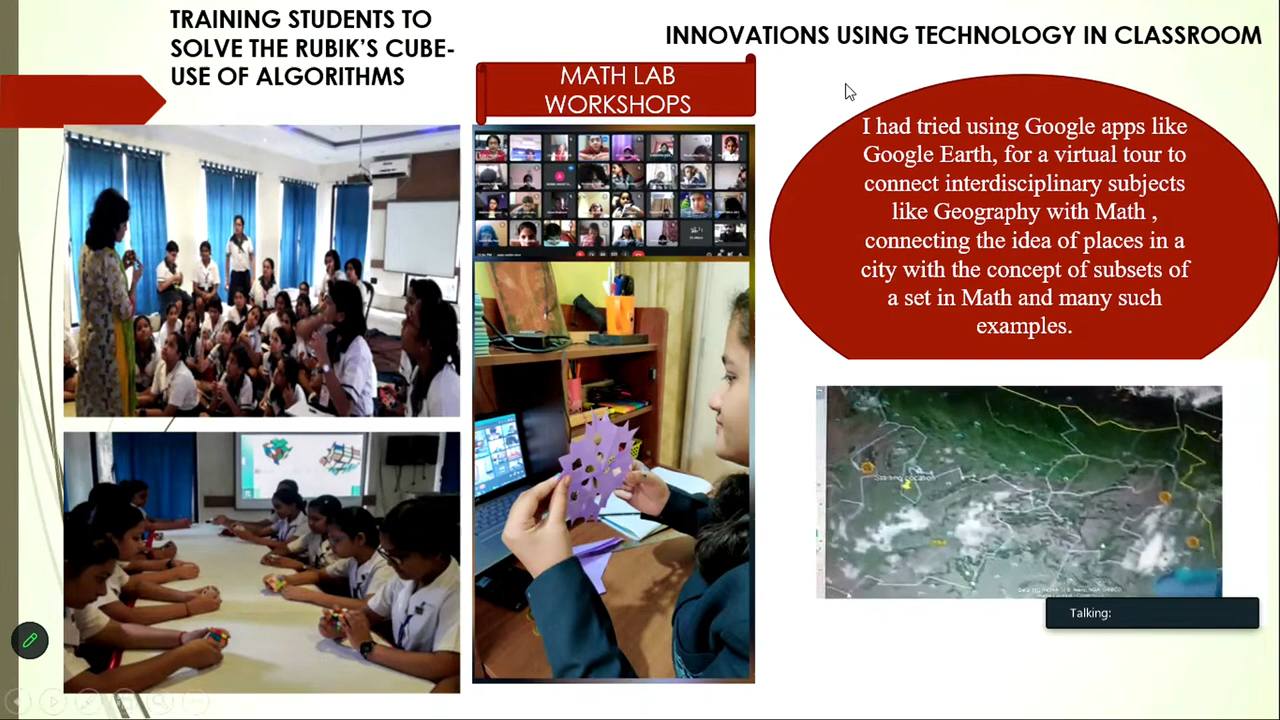 TRAINING STUDENTS TO
SOLVE THE RUBIK'S CUBE-
USE OF ALGORITHMS
MATH LAB
WORKSHOPS
INNOVATIONS USING TECHNOLOGY IN CLASSROOM
I had tried using Google apps like
Google Earth, for a virtual tour to
connect interdisciplinary subjects
like Geography with Math ,
connecting the idea of places in a
city with the concept of subsets of
a set in Math and many such
examples.
Talking: